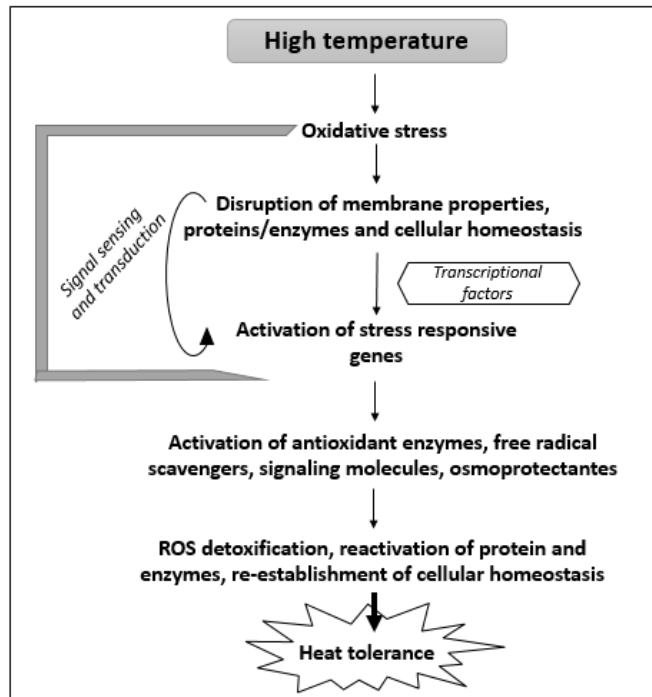 High temperature
Oxidative stress
Signal sensing
and transduction
Disruption of membrane properties,
proteins/enzymes and cellular homeostasis
Transcriptional
factors
Activation of stress responsive
genes
Activation of antioxidant enzymes, free radical
scavengers, signaling molecules, osmoprotectantes
ROS detoxification, reactivation of protein and
enzymes, re-establishment of cellular homeostasis
Heat tolerance